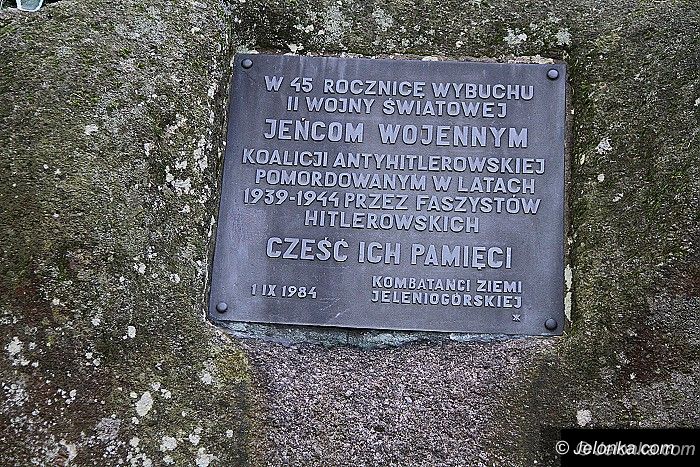 W 45 ROCZNICĘ WYBUCHU
II WOJNY ŚWIATOWEJ
JEŃCOM WOJENNYM
KOALICJI ANTYHITLEROWSKIEJ
POMORDOWANYM W LATACH
1939-1944 PRZEZ FASZYSTÓW
HITLEROWSKICH
CZEŚĆ ICH PAMIĘCI
1 IX 1984
KOMBATANCI ZIEMI
JELENIOGÓRSKIEJ
© Jelonka.com